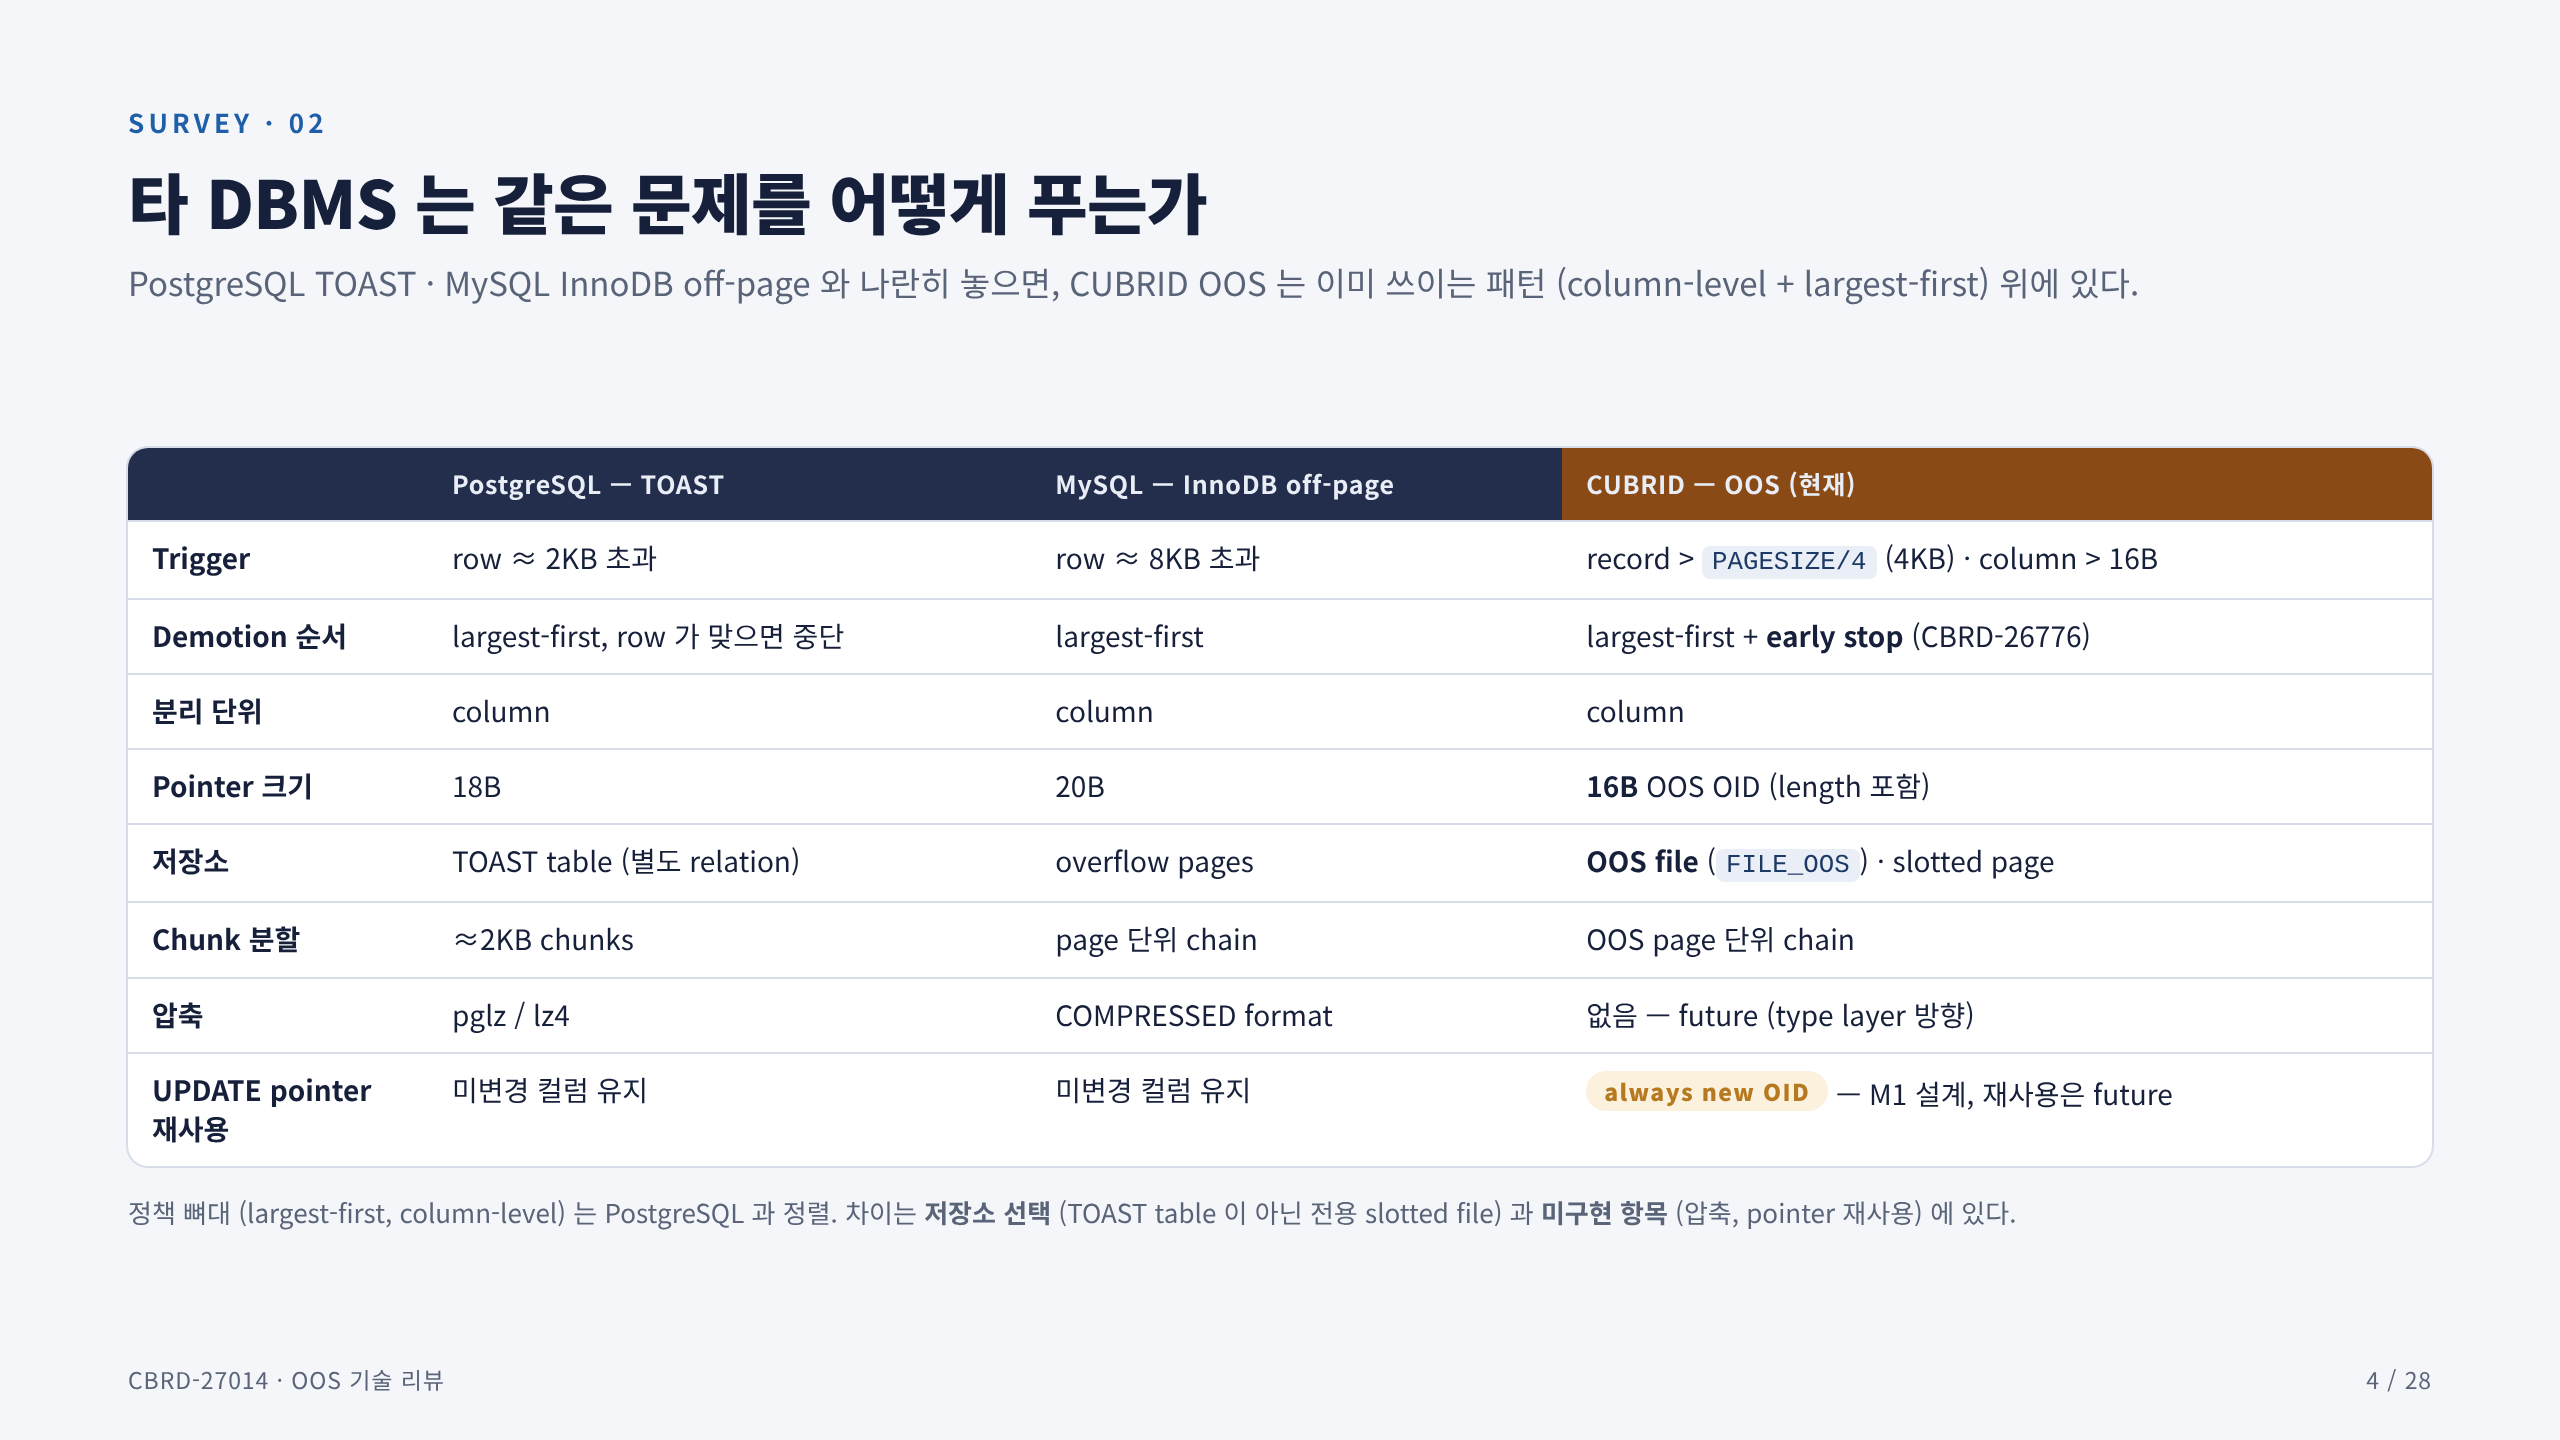 SURVEY · 02
타 DBMS 는 같은 문제를 어떻게 푸는가
PostgreSQL TOAST · MySQL InnoDB off-page 와 나란히 놓으면, CUBRID OOS 는 이미 쓰이는 패턴 (column-level + largest-first) 위에 있다.
PostgreSQL — TOAST MySQL — InnoDB off-page CUBRID — OOS (현재)
Trigger row ≈ 2KB 초과 row ≈ 8KB 초과 record > PAGESIZE/4 (4KB) · column > 16B
Demotion 순서 largest-first, row 가 맞으면 중단 largest-first largest-first + early stop (CBRD-26776)
분리 단위 column column column
Pointer 크기 18B 20B 16B OOS OID (length 포함)
저장소 TOAST table (별도 relation) overflow pages OOS file (FILE_OOS) · slotted page
Chunk 분할 ≈2KB chunks page 단위 chain OOS page 단위 chain
압축 pglz / lz4 COMPRESSED format 없음 — future (type layer 방향)
UPDATE pointer 미변경 컬럼 유지 미변경 컬럼 유지 always new OID — M1 설계, 재사용은 future
재사용
정책 뼈대 (largest-first, column-level) 는 PostgreSQL 과 정렬. 차이는 저장소 선택 (TOAST table 이 아닌 전용 slotted file) 과 미구현 항목 (압축, pointer 재사용) 에 있다.
CBRD-27014 · OOS 기술 리뷰 4 / 28